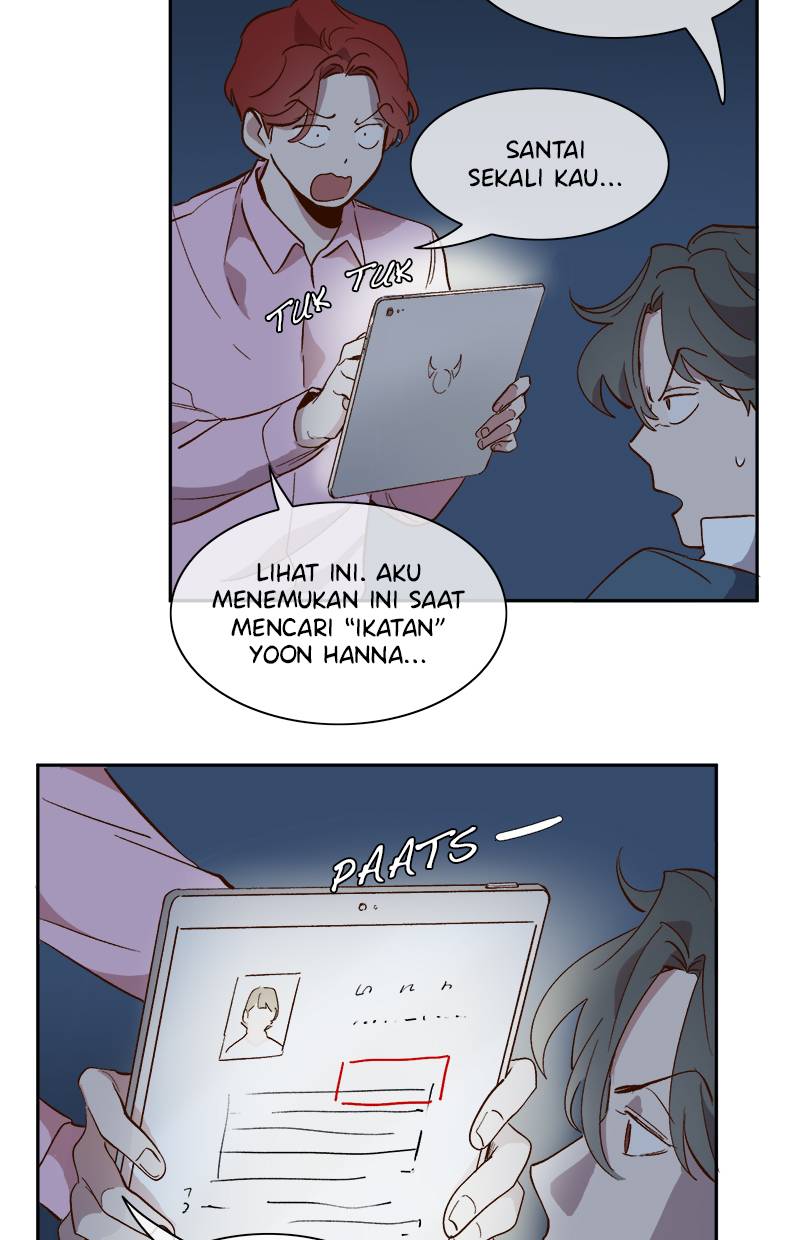 SANTAI
SEKALI KAU...
TUK TUK
LIHAT INI. AKU
MENEMUKAN INI SAAT
MENCARI “IKATAN”
YOON HANNA...
PAATS